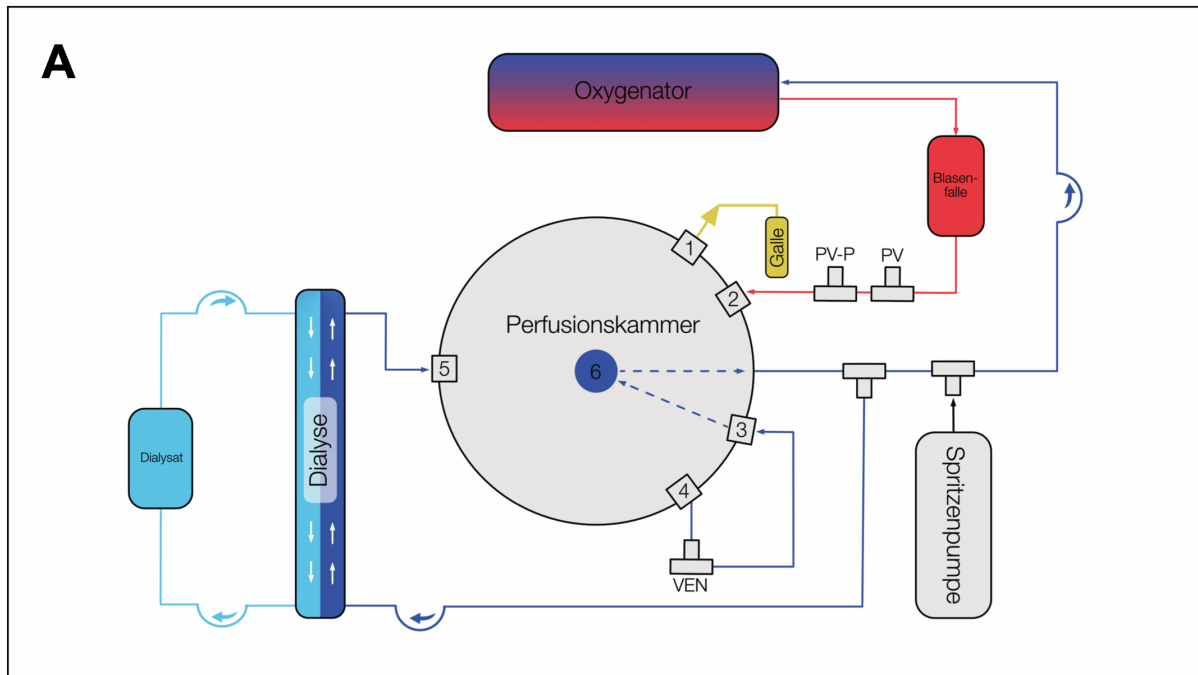 A
Oxygenator
Blasen-
falle
1
Galle
PV-P
PV
2
Perfusionskammer
5
6
3
Dialyse
Dialysat
4
VEN
Spritzenpumpe